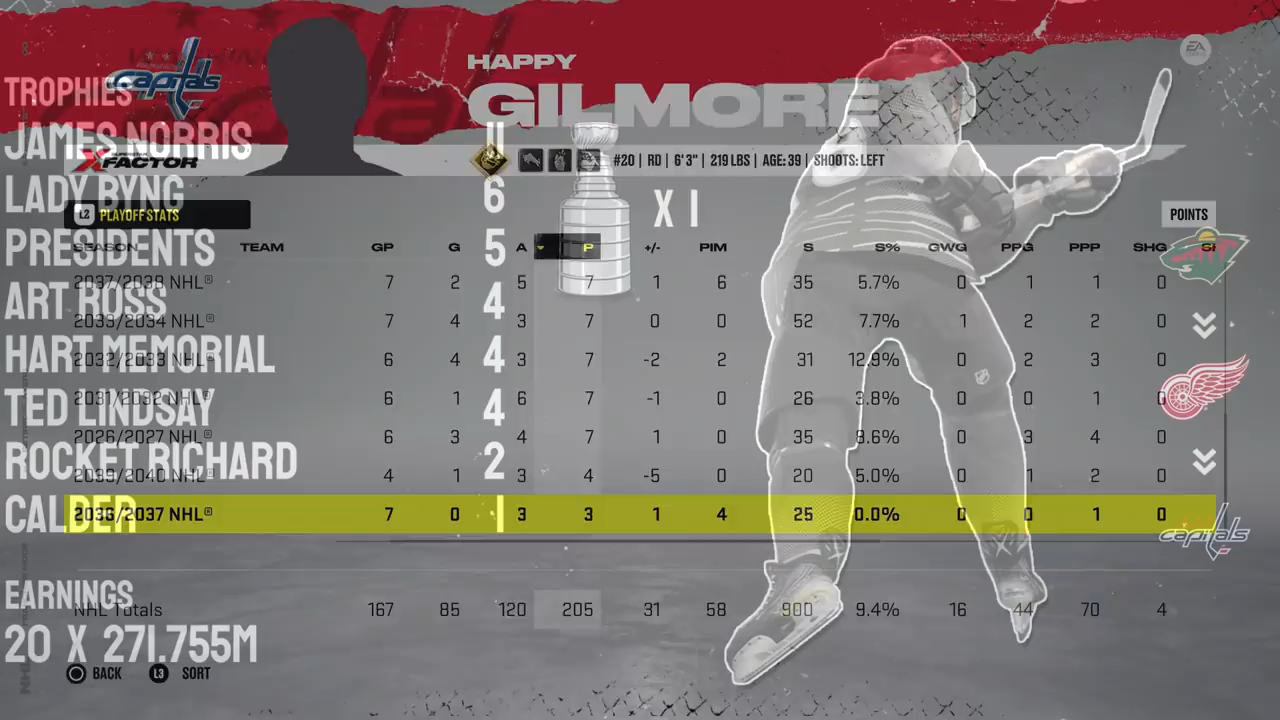 HAPPY
GILMORE
capitals
TROPHIES
JAMES NORRIS 11
X FACTOR
#20 | RD | 6'3" | 219 LBS | AGE: 39 | SHOOTS: LEFT
LADY BYNG 6
X 1
L2 PLAYOFF STATS
POINTS
PRESIDENTS 5
SEASON TEAM GP G A P +/- PIM S S% GWG PPG PPP SHG
2037/2038 NHL® 7 2 5 7 1 6 35 5.7% 0 1 1 0
ART ROSS 4
2033/2034 NHL® 7 4 3 7 0 0 52 7.7% 1 2 2 0
HART MEMORIAL 4
2032/2033 NHL® 6 4 3 7 -2 2 31 12.9% 0 2 3 0
TED LINDSAY 4
2031/2032 NHL® 6 1 6 7 -1 0 26 3.8% 0 0 1 0
2026/2027 NHL® 6 3 4 7 1 0 35 8.6% 0 3 4 0
ROCKET RICHARD 2
2039/2040 NHL® 4 1 3 4 -5 0 20 5.0% 0 1 2 0
CALDER 1
2036/2037 NHL® 7 0 3 3 1 4 25 0.0% 0 0 1 0
capitals
EARNINGS
NHL Totals 167 85 120 205 31 58 900 9.4% 16 44 70 4
20 X 271.755M
BACK L3 SORT